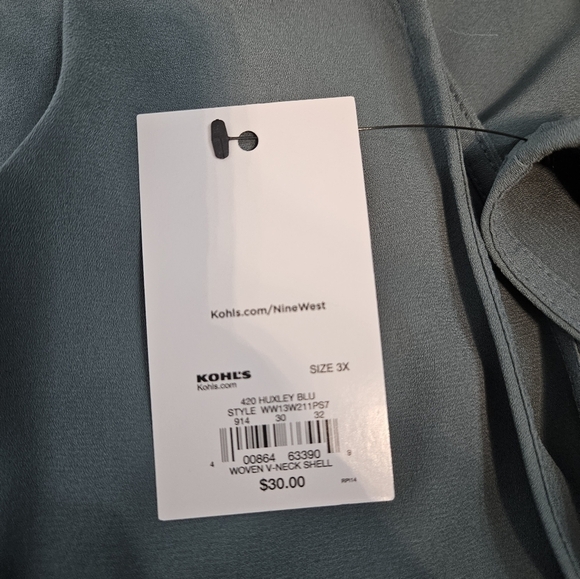 Kohls.com/NineWest
KOHL'S SIZE 3X
Kohls.com
420 HUXLEY BLU
STYLE WW13W211PS7
914 30 32
4 00864 63390 8
WOVEN V-NECK SHELL
$30.00